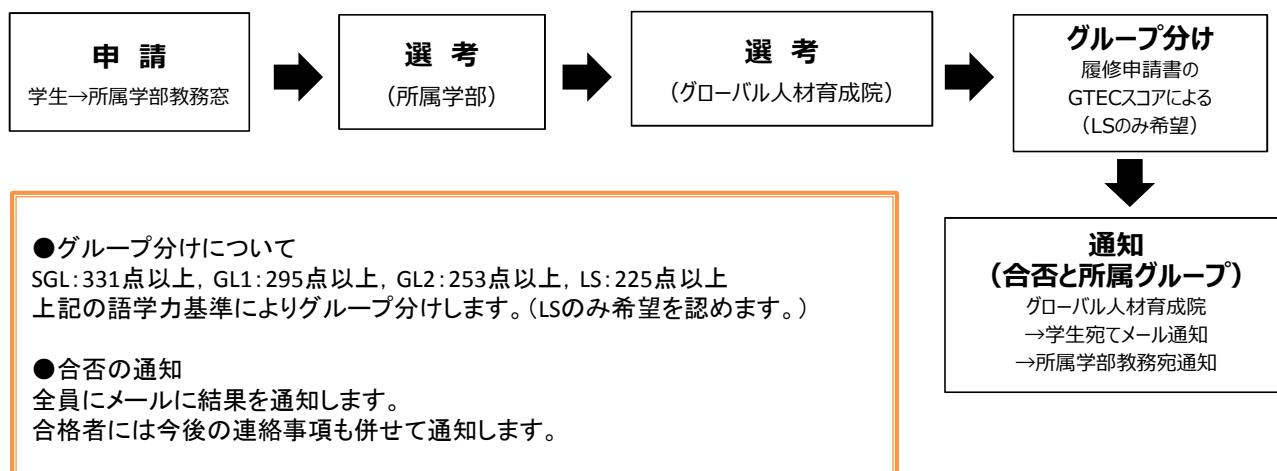 申 請
学生→所属学部教務窓
選 考
（所属学部）
選 考
（グローバル人材育成院）
グループ分け
履修申請書の
GTECスコアによる
（LSのみ希望）
通知
（合否と所属グループ）
グローバル人材育成院
→学生宛てメール通知
→所属学部教務宛通知
●グループ分けについて
SGL：331点以上，GL1：295点以上，GL2：253点以上，LS：225点以上
上記の語学力基準によりグループ分けします。（LSのみ希望を認めます。）
●合否の通知
全員にメールに結果を通知します。
合格者には今後の連絡事項も併せて通知します。